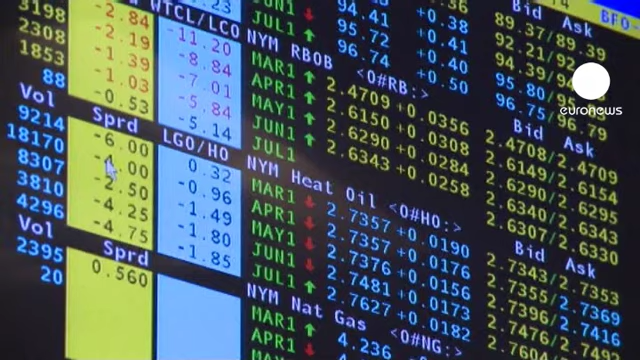 3198
2308
1853
88
Vol
9214
18170
8307
3810
4296
Vol
2395
20
-2.84
-2.19
-1.39
-1.03
-0.53
Sprd
-6.00
.00
-2.50
-4.25
-4.75
Sprd
0.560
WTCL/LCO
-11.20
-8.84
-7.01
-5.84
-5.14
LGO/HO
0.32
-0.96
-1.49
-1.80
-1.85
JUN1 ↓ 94.41 +0.23
JUL1 ↑ 95.72 +0.38
96.74 +0.40
+0.50
NYM RBOB <0#RB:> Bid Ask
MAR1 ↑ 2.4709 +0.0356 2.4708/2.4709
APR1 ↑ 2.6150 +0.0308 2.6149/2.6154
MAY1 ↑ 2.6290 +0.0284 2.6290/2.6295
JUN1 ↑ 2.6343 +0.0258 2.6340/2.6343
JUL1 2.6307/2.6330
NYM Heat Oil <0#HO:> Bid Ask
MAR1 ↓ 2.7357 +0.0190 2.7343/2.7353
APR1 ↓ 2.7357 +0.0176 2.7355/2.7369
MAY1 ↓ 2.7376 +0.0156 2.7396/2.7416
JUN1 ↓ 2.7481 +0.0173 2.7476/2.7492
JUL1 ↑ 2.7627 +0.0182
NYM Nat Gas <0#NG:>
MAR1 ↑ 4.236
APR1 ↓
Bid Ask
89.37/89.39
92.21/92
94.39/94
95.80
96.75/96.79
BFO-
euronews